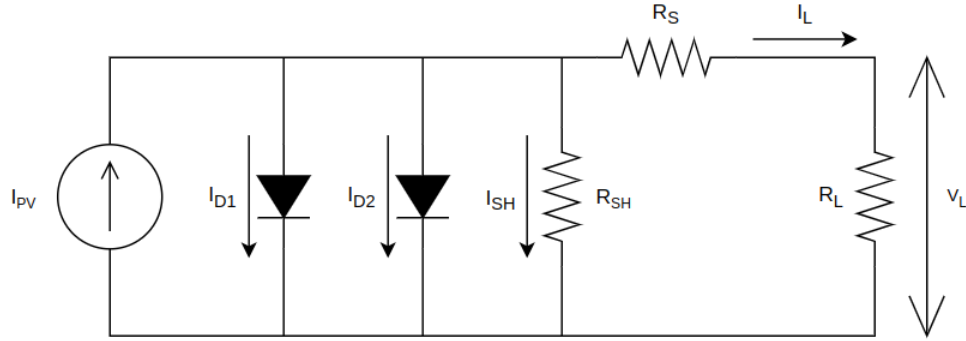 R_S
I_L
I_PV
I_D1
I_D2
I_SH
R_SH
R_L
V_L